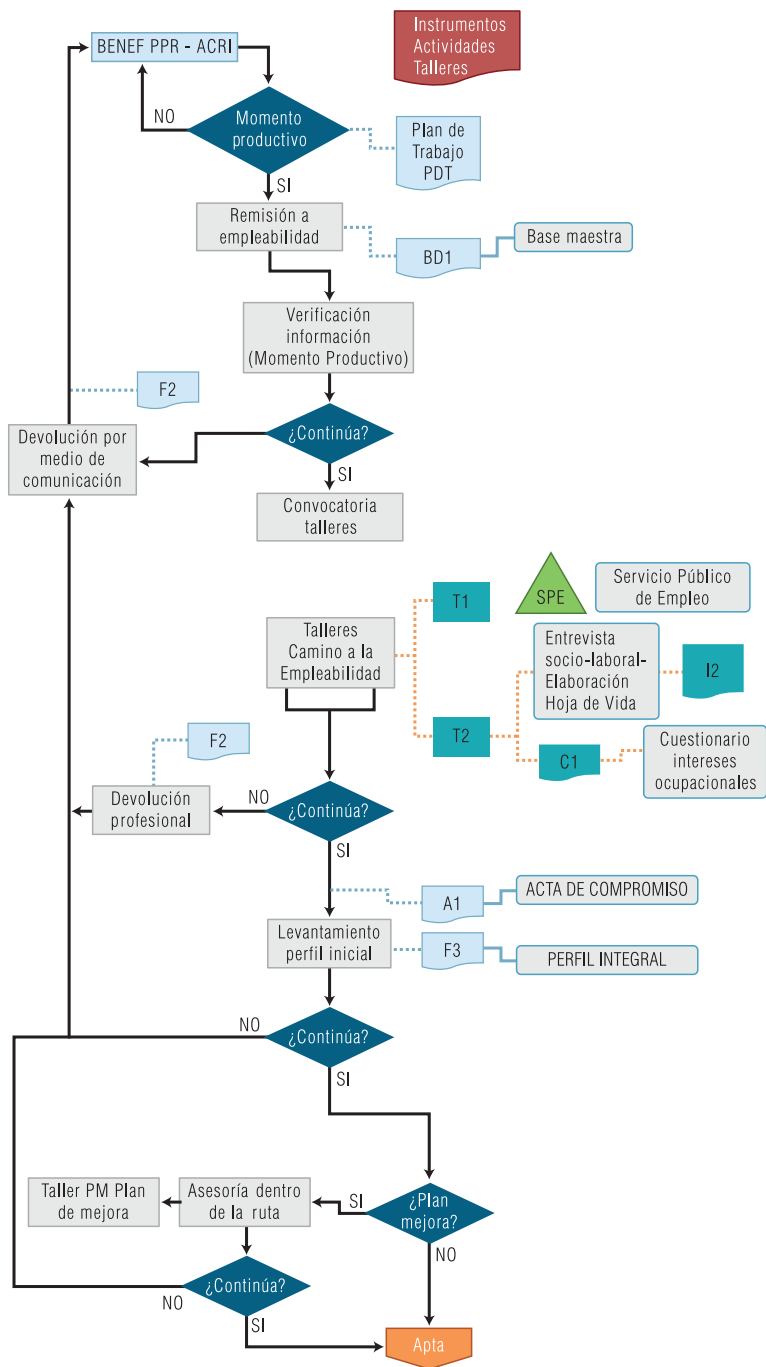 BENEF PPR - ACRI
Instrumentos
Actividades
Talleres
NO
Momento
productivo
Plan de
Trabajo
PDT
SI
Remisión a
empleabilidad
BD1
Base maestra
Verificación
información
(Momento Productivo)
F2
Devolución por
medio de
comunicación
¿Continúa?
SI
Convocatoria
talleres
T1
SPE
Servicio Público
de Empleo
Talleres
Camino a la
Empleabilidad
Entrevista
socio-laboral-
Elaboración
Hoja de Vida
I2
T2
C1
Cuestionario
intereses
ocupacionales
F2
Devolución
profesional
NO
¿Continúa?
SI
A1
ACTA DE COMPROMISO
Levantamiento
perfil inicial
F3
PERFIL INTEGRAL
NO
¿Continúa?
SI
Taller PM Plan
de mejora
Asesoría dentro
de la ruta
SI
¿Plan
mejora?
NO
¿Continúa?
NO
SI
Apta